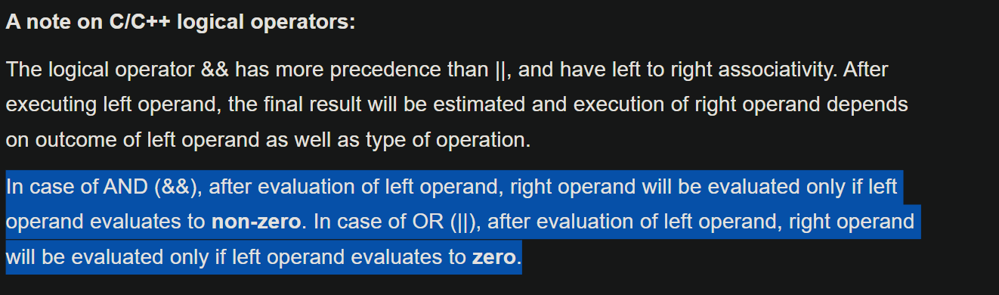 A note on C/C++ logical operators:
The logical operator && has more precedence than ||, and have left to right associativity. After
executing left operand, the final result will be estimated and execution of right operand depends
on outcome of left operand as well as type of operation.
In case of AND (&&), after evaluation of left operand, right operand will be evaluated only if left
operand evaluates to non-zero. In case of OR (||), after evaluation of left operand, right operand
will be evaluated only if left operand evaluates to zero.